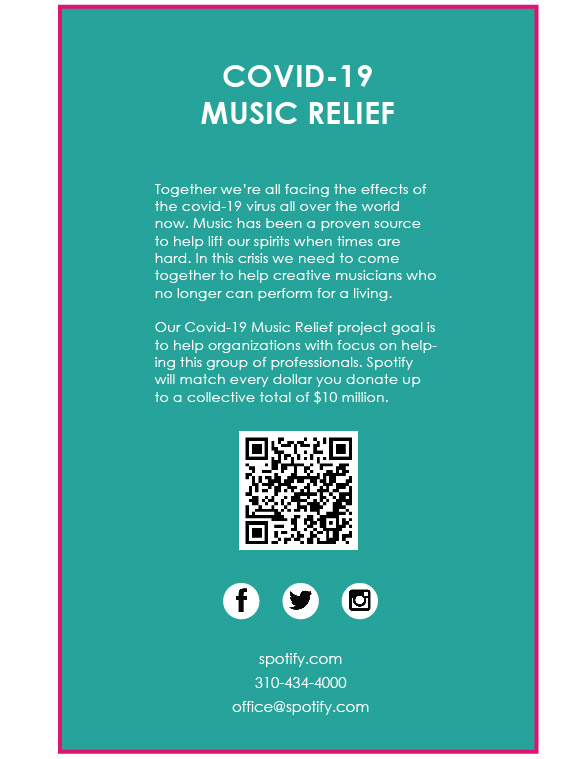 COVID-19
MUSIC RELIEF
Together we’re all facing the effects of
the covid-19 virus all over the world
now. Music has been a proven source
to help lift our spirits when times are
hard. In this crisis we need to come
together to help creative musicians who
no longer can perform for a living.
Our Covid-19 Music Relief project goal is
to help organizations with focus on help-
ing this group of professionals. Spotify
will match every dollar you donate up
to a collective total of $10 million.
spotify.com
310-434-4000
office@spotify.com